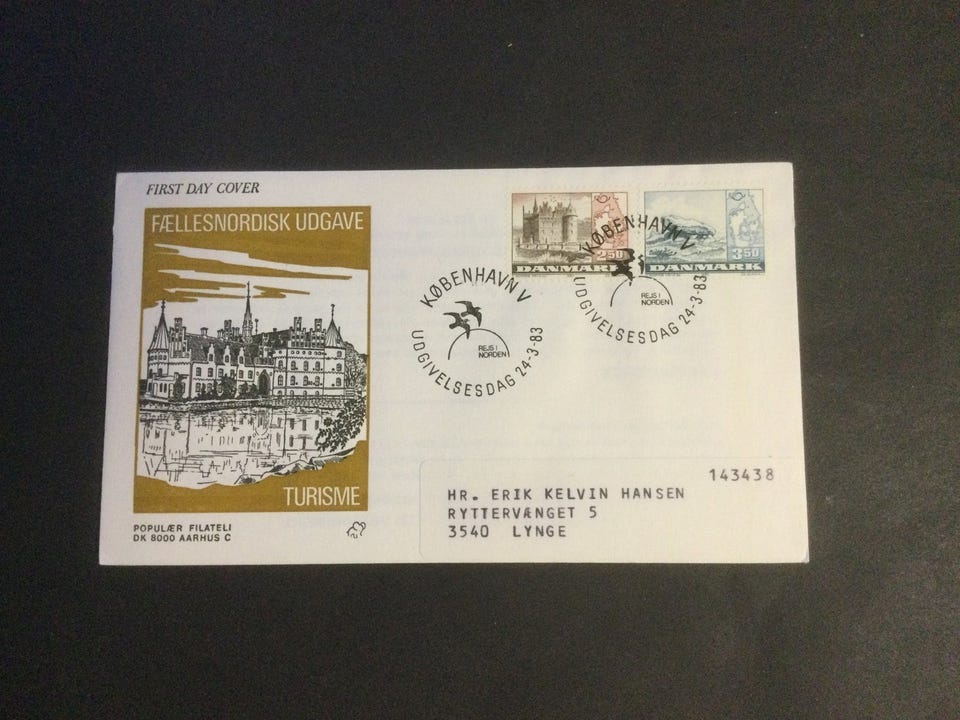 FIRST DAY COVER
FÆLLESNORDISK UDGAVE
TURISME
POPULÆR FILATELI
DK 8000 AARHUS C
KØBENHAVN V
REJS I
NORDEN
UDGIVELSESDAG 24-3-83
2.50
DANMARK
3.50
DANMARK
KØBENHAVN V
REJS I
NORDEN
UDGIVELSESDAG 24-3-83
143438
HR. ERIK KELVIN HANSEN
RYTTERVÆNGET 5
3540 LYNGE